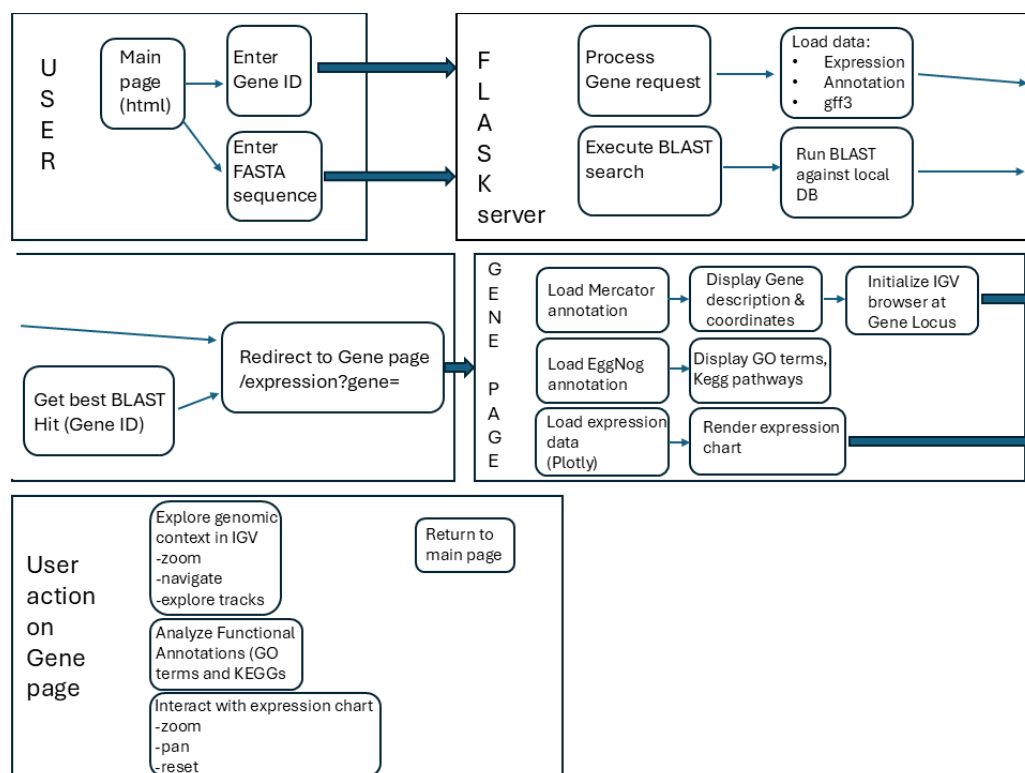 U
S
E
R
Main
page
(html)
Enter
Gene ID
Enter
FASTA
sequence
F
L
A
S
K
server
Process
Gene request
Load data:
• Expression
• Annotation
• gff3
Execute BLAST
search
Run BLAST
against local
DB
Get best BLAST
Hit (Gene ID)
Redirect to Gene page
/expression?gene=
G
E
N
E
P
A
G
E
Load Mercator
annotation
Display Gene
description &
coordinates
Initialize IGV
browser at
Gene Locus
Load EggNog
annotation
Display GO terms,
Kegg pathways
Load expression
data
(Plotly)
Render expression
chart
User
action
on
Gene
page
Explore genomic
context in IGV
-zoom
-navigate
-explore tracks
Return to
main page
Analyze Functional
Annotations (GO
terms and KEGGs
Interact with expression chart
-zoom
-pan
-reset